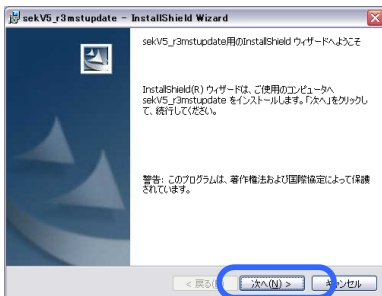 sekV5_r3mstupdate - InstallShield Wizard
sekV5_r3mstupdate用のInstallShield ウィザードへようこそ
InstallShield(R) ウィザードは、ご使用のコンピュータへ
sekV5_r3mstupdate をインストールします。「次へ」をクリックし
て、続行してください。
警告: このプログラムは、著作権法および国際協定によって保護
されています。
< 戻る( 次へ(N) > キャンセル